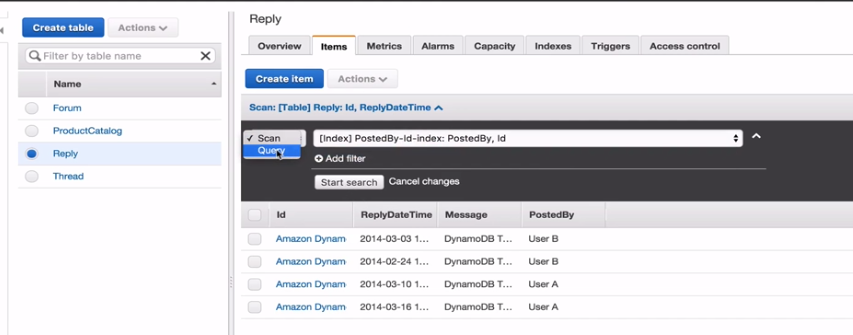 Create table Actions
Filter by table name
Name
Forum
ProductCatalog
Reply
Thread
Reply
Overview Items Metrics Alarms Capacity Indexes Triggers Access control
Create item Actions
Scan: [Table] Reply: Id, ReplyDateTime
✓ Scan [Index] PostedBy-Id-index: PostedBy, Id
Query
Add filter
Start search Cancel changes
Id ReplyDateTime Message PostedBy
Amazon Dynam 2014-03-03 1... DynamoDB T... User B
Amazon Dynam 2014-02-24 1... DynamoDB T... User B
Amazon Dynam 2014-03-10 1... DynamoDB T... User A
Amazon Dynam 2014-03-16 1... DynamoDB T... User A